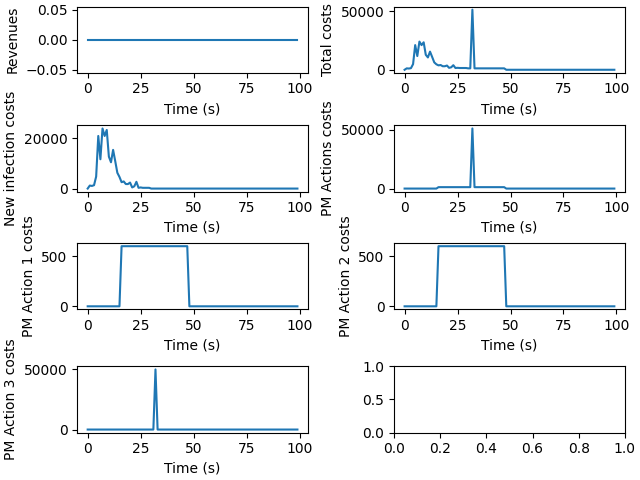 Revenues
0.05
0.00
−0.05
0 25 50 75 100
Time (s)
Total costs
50000
0
0 25 50 75 100
Time (s)
New infection costs
20000
0
0 25 50 75 100
Time (s)
PM Actions costs
50000
0
0 25 50 75 100
Time (s)
PM Action 1 costs
500
0
0 25 50 75 100
Time (s)
PM Action 2 costs
500
0
0 25 50 75 100
Time (s)
PM Action 3 costs
50000
0
0 25 50 75 100
Time (s)
1.0
0.5
0.0
0.0 0.2 0.4 0.6 0.8 1.0